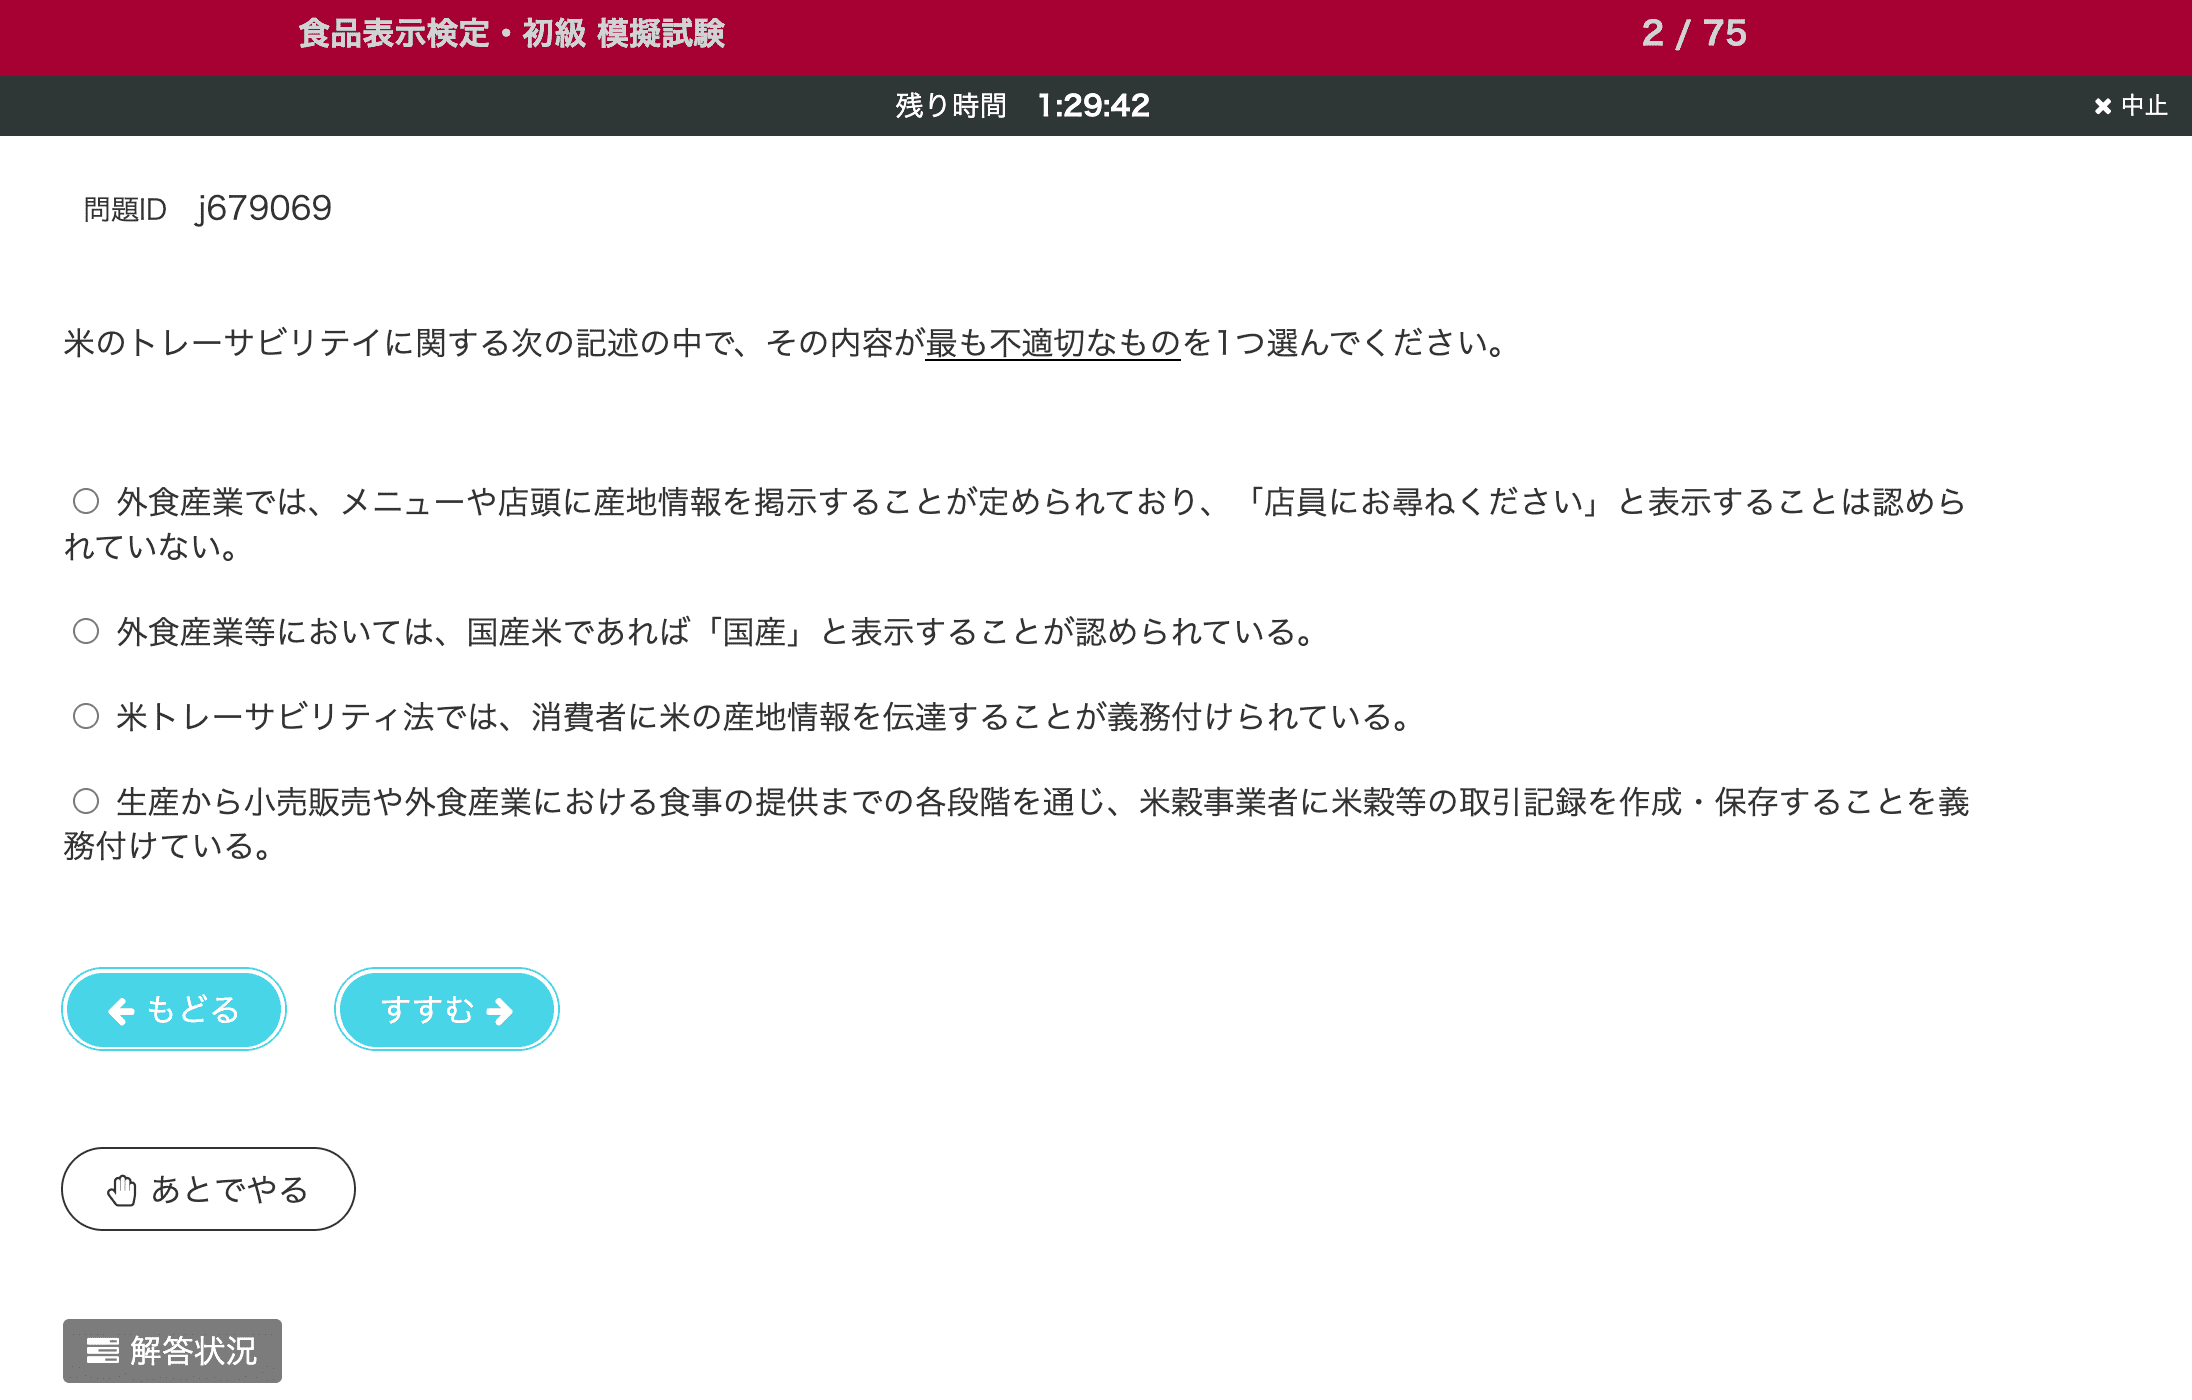 食品表示検定・初級 模擬試験 2 / 75
残り時間 1:29:42 ✖ 中止
問題ID j679069
米のトレーサビリテイに関する次の記述の中で、その内容が最も不適切なものを1つ選んでください。
外食産業では、メニューや店頭に産地情報を掲示することが定められており、「店員にお尋ねください」と表示することは認めら
れていない。
外食産業等においては、国産米であれば「国産」と表示することが認められている。
米トレーサビリティ法では、消費者に米の産地情報を伝達することが義務付けられている。
生産から小売販売や外食産業における食事の提供までの各段階を通じ、米穀事業者に米穀等の取引記録を作成・保存することを義
務付けている。
もどる すすむ
あとでやる
解答状況